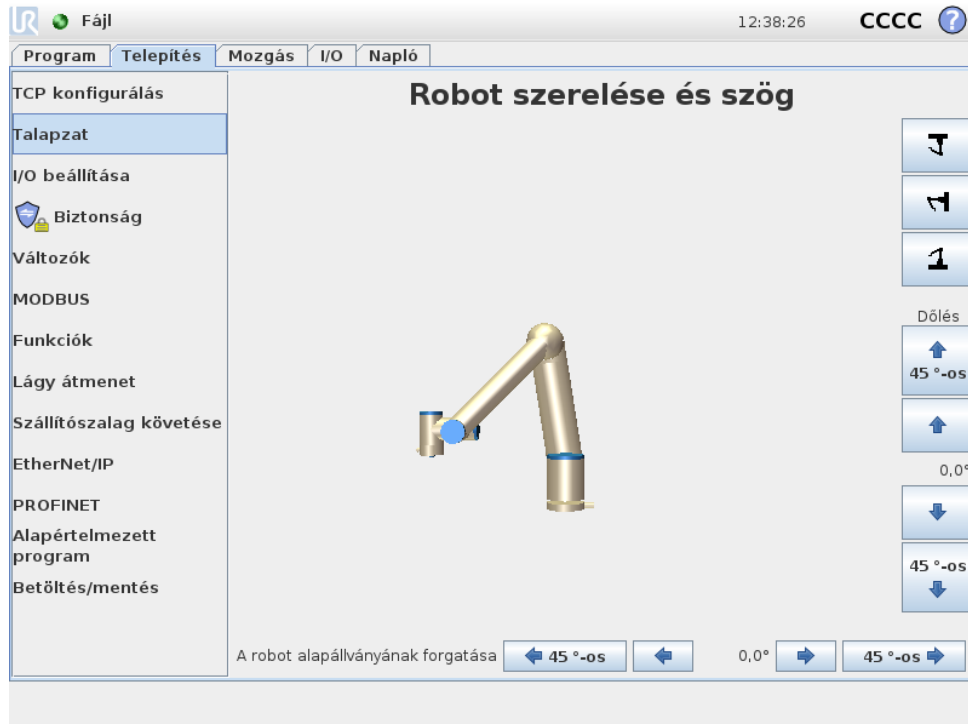 UR Fájl 12:38:26 CCCC ?
Program Telepítés Mozgás I/O Napló
TCP konfigurálás
Talapzat
I/O beállítása
Biztonság
Változók
MODBUS
Funkciók
Lágy átmenet
Szállítószalag követése
EtherNet/IP
PROFINET
Alapértelmezett
program
Betöltés/mentés
Robot szerelése és szög
Dőlés
45 °-os
0,0°
45 °-os
A robot alapállványának forgatása 45 °-os 0,0° 45 °-os